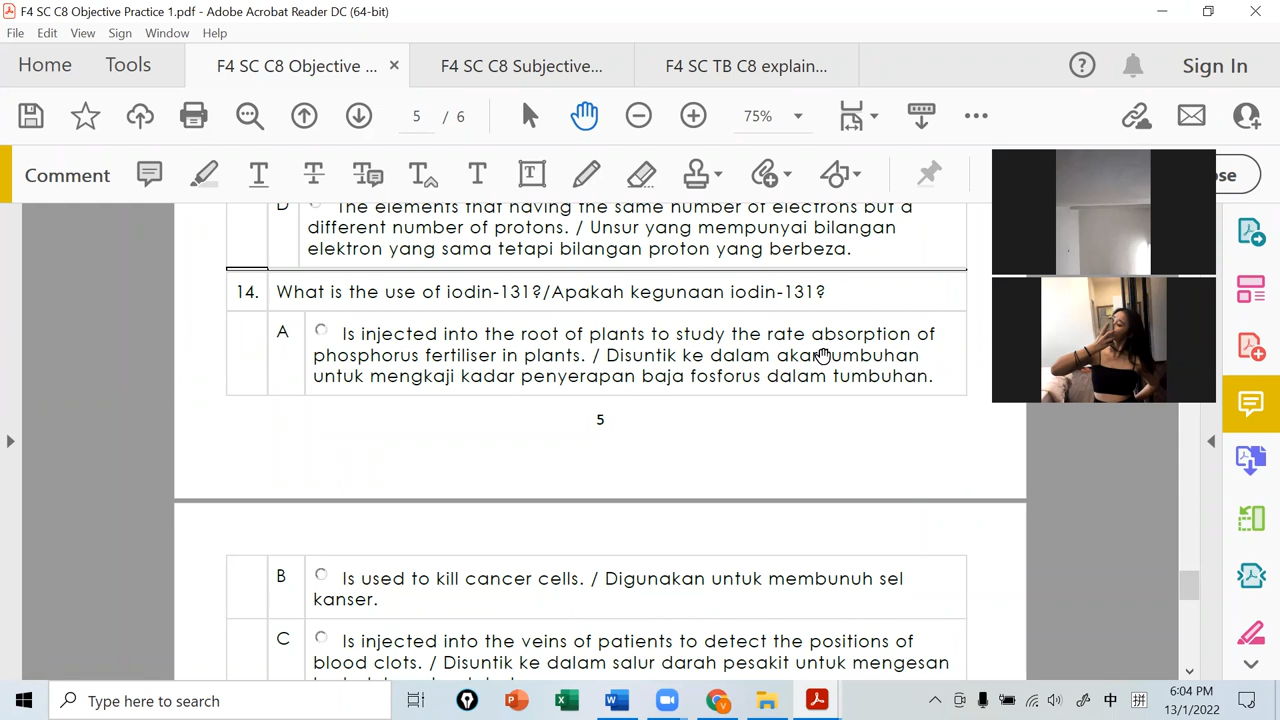 F4 SC C8 Objective Practice 1.pdf - Adobe Acrobat Reader DC (64-bit)
File Edit View Sign Window Help
Home Tools F4 SC C8 Objective ... F4 SC C8 Subjective... F4 SC TB C8 explain... Sign In
5 / 6 75%
Comment
D The elements that having the same number of electrons but a
different number of protons. / Unsur yang mempunyai bilangan
elektron yang sama tetapi bilangan proton yang berbeza.
14. What is the use of iodin-131?/Apakah kegunaan iodin-131?
A Is injected into the root of plants to study the rate absorption of
phosphorus fertiliser in plants. / Disuntik ke dalam akar tumbuhan
untuk mengkaji kadar penyerapan baja fosforus dalam tumbuhan.
5
B Is used to kill cancer cells. / Digunakan untuk membunuh sel
kanser.
C Is injected into the veins of patients to detect the positions of
blood clots. / Disuntik ke dalam salur darah pesakit untuk mengesan
Type here to search
中
拼
6:04 PM
13/1/2022